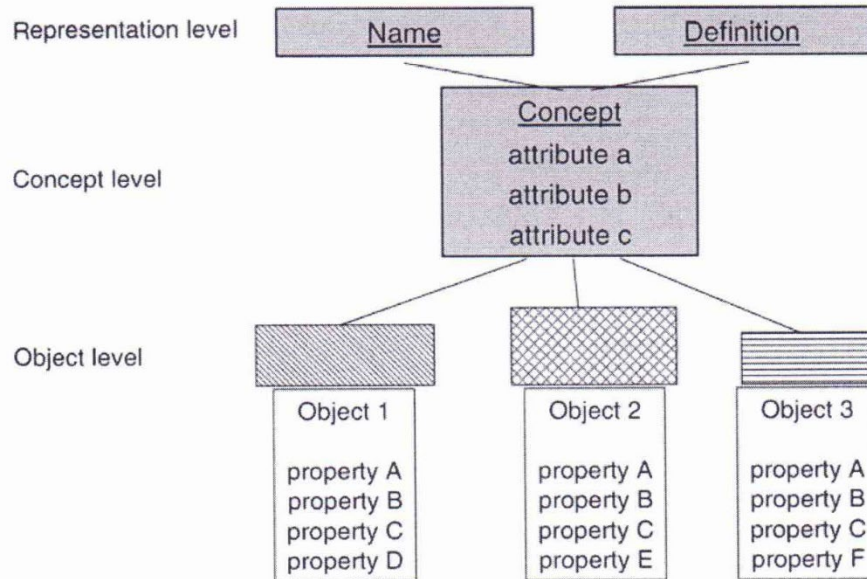 Representation level
Name
Definition
Concept level
Concept
attribute a
attribute b
attribute c
Object level
Object 1
property A
property B
property C
property D
Object 2
property A
property B
property C
property E
Object 3
property A
property B
property C
property F